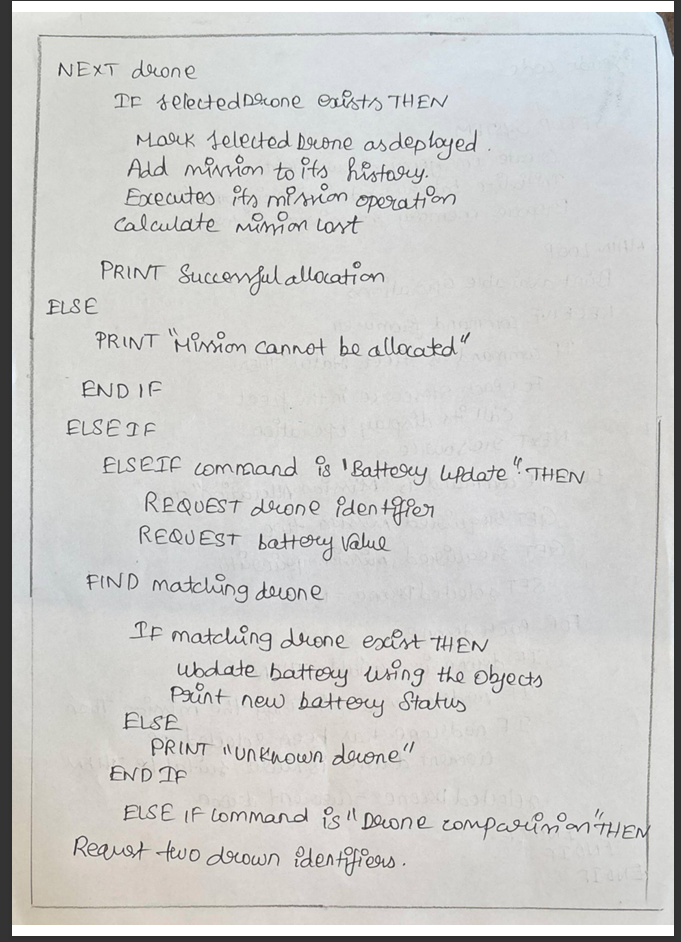 NEXT drone
IF selectedDrone exists THEN
Mark selected Drone as deployed.
Add mission to its history.
Executes its mission operation
Calculate mission cost
PRINT Successful allocation
ELSE
PRINT "Mission cannot be allocated"
END IF
ELSE IF
ELSEIF command is 'Battery update" THEN
REQUEST drone identifier
REQUEST battery value
FIND matching drone
IF matching drone exist THEN
Update battery using the objects
Print new battery Status
ELSE
PRINT "Unknown drone"
END IF
ELSE IF command is "Drone comparision" THEN
Request two drown identifiers.